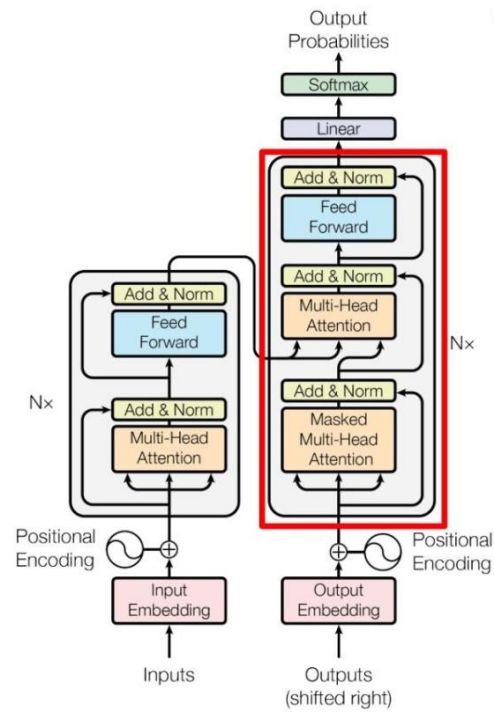 Output
Probabilities
Softmax
Linear
Add & Norm
Feed
Forward
Add & Norm
Multi-Head
Attention
Add & Norm
Masked
Multi-Head
Attention
N×
Positional
Encoding
Output
Embedding
Outputs
(shifted right)
Add & Norm
Feed
Forward
Add & Norm
Multi-Head
Attention
N×
Positional
Encoding
Input
Embedding
Inputs